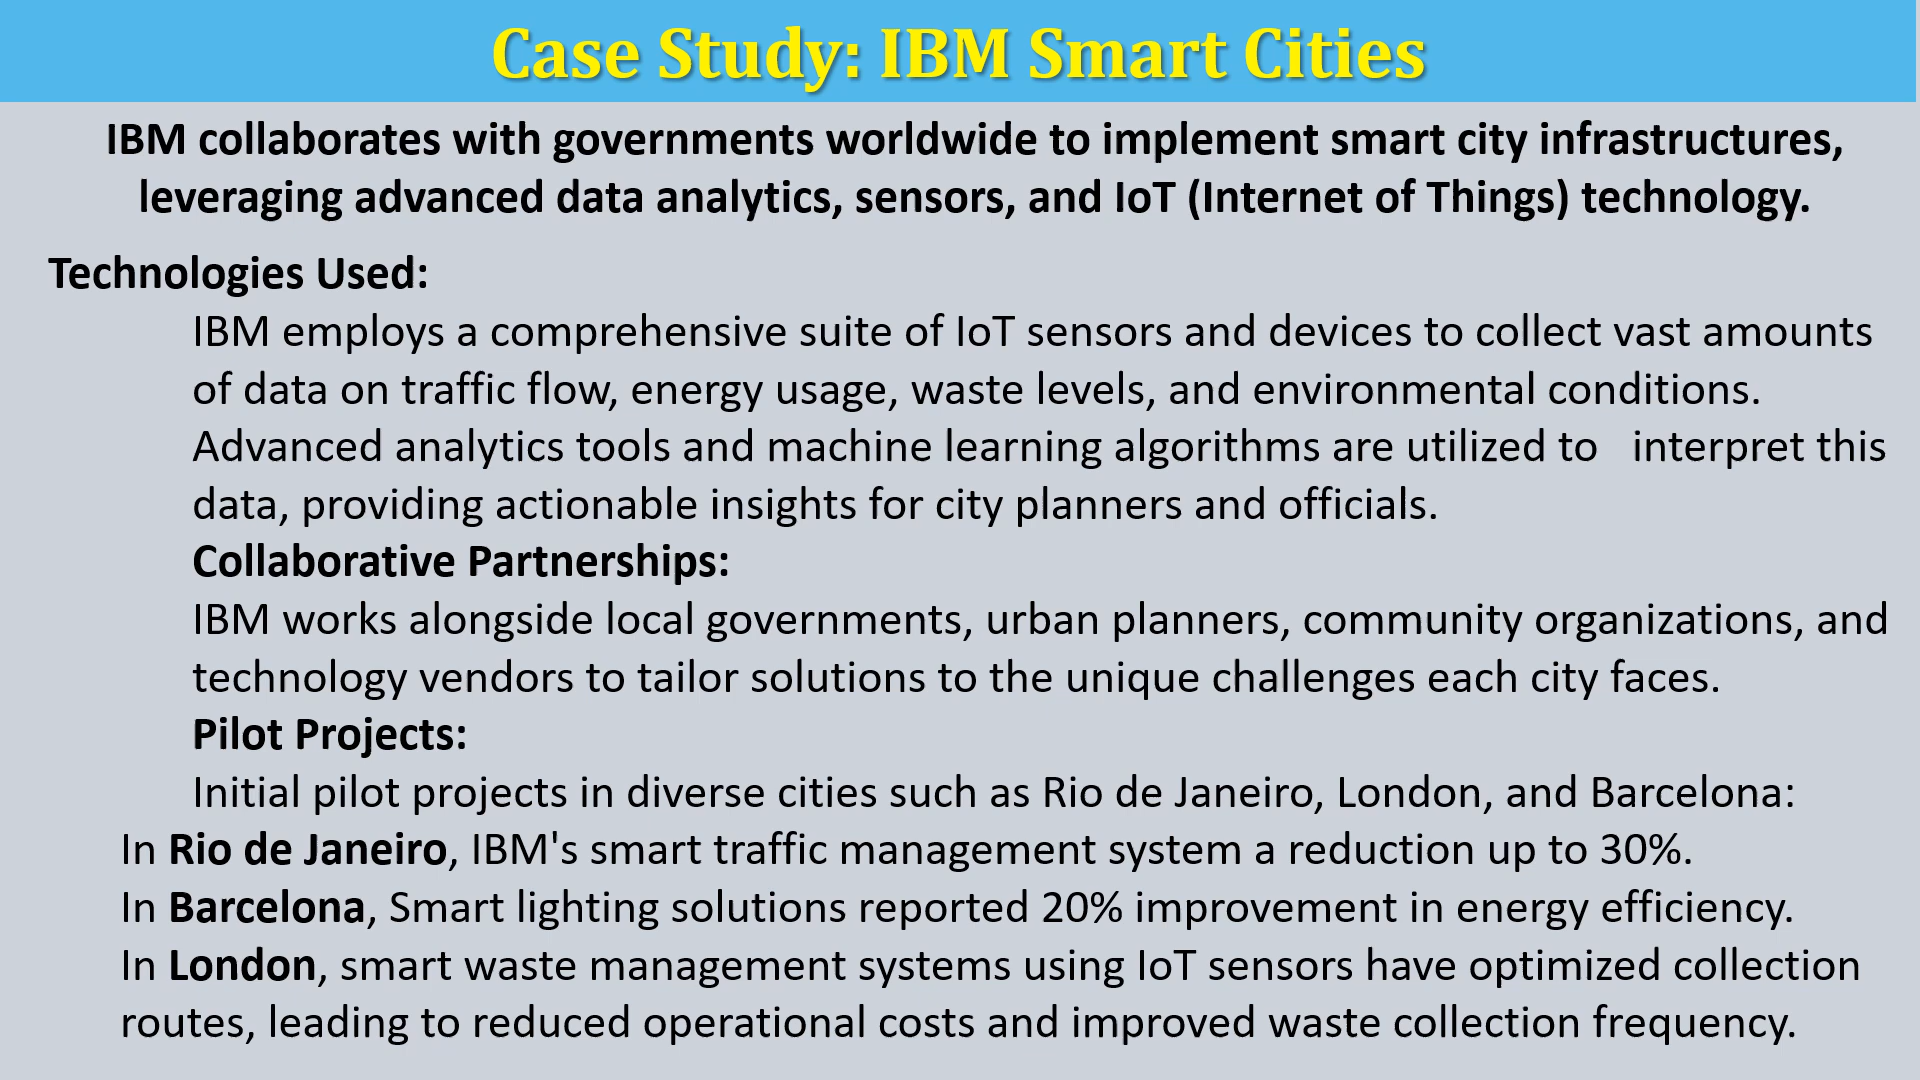 Case Study: IBM Smart Cities
IBM collaborates with governments worldwide to implement smart city infrastructures,
leveraging advanced data analytics, sensors, and IoT (Internet of Things) technology.
Technologies Used:
IBM employs a comprehensive suite of IoT sensors and devices to collect vast amounts
of data on traffic flow, energy usage, waste levels, and environmental conditions.
Advanced analytics tools and machine learning algorithms are utilized to   interpret this
data, providing actionable insights for city planners and officials.
Collaborative Partnerships:
IBM works alongside local governments, urban planners, community organizations, and
technology vendors to tailor solutions to the unique challenges each city faces.
Pilot Projects:
Initial pilot projects in diverse cities such as Rio de Janeiro, London, and Barcelona:
In Rio de Janeiro, IBM's smart traffic management system a reduction up to 30%.
In Barcelona, Smart lighting solutions reported 20% improvement in energy efficiency.
In London, smart waste management systems using IoT sensors have optimized collection
routes, leading to reduced operational costs and improved waste collection frequency.